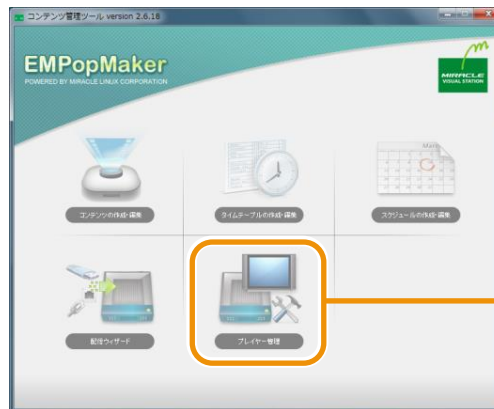 コンテンツ管理ツール version 2.6.16
EMPopMaker
POWERED BY MIRACLE LINUX CORPORATION
MIRACLE
VISUAL STATION
コンテンツの作成・編集
タイムテーブルの作成・編集
スケジュールの作成・編集
配信ウィザード
プレイヤー管理